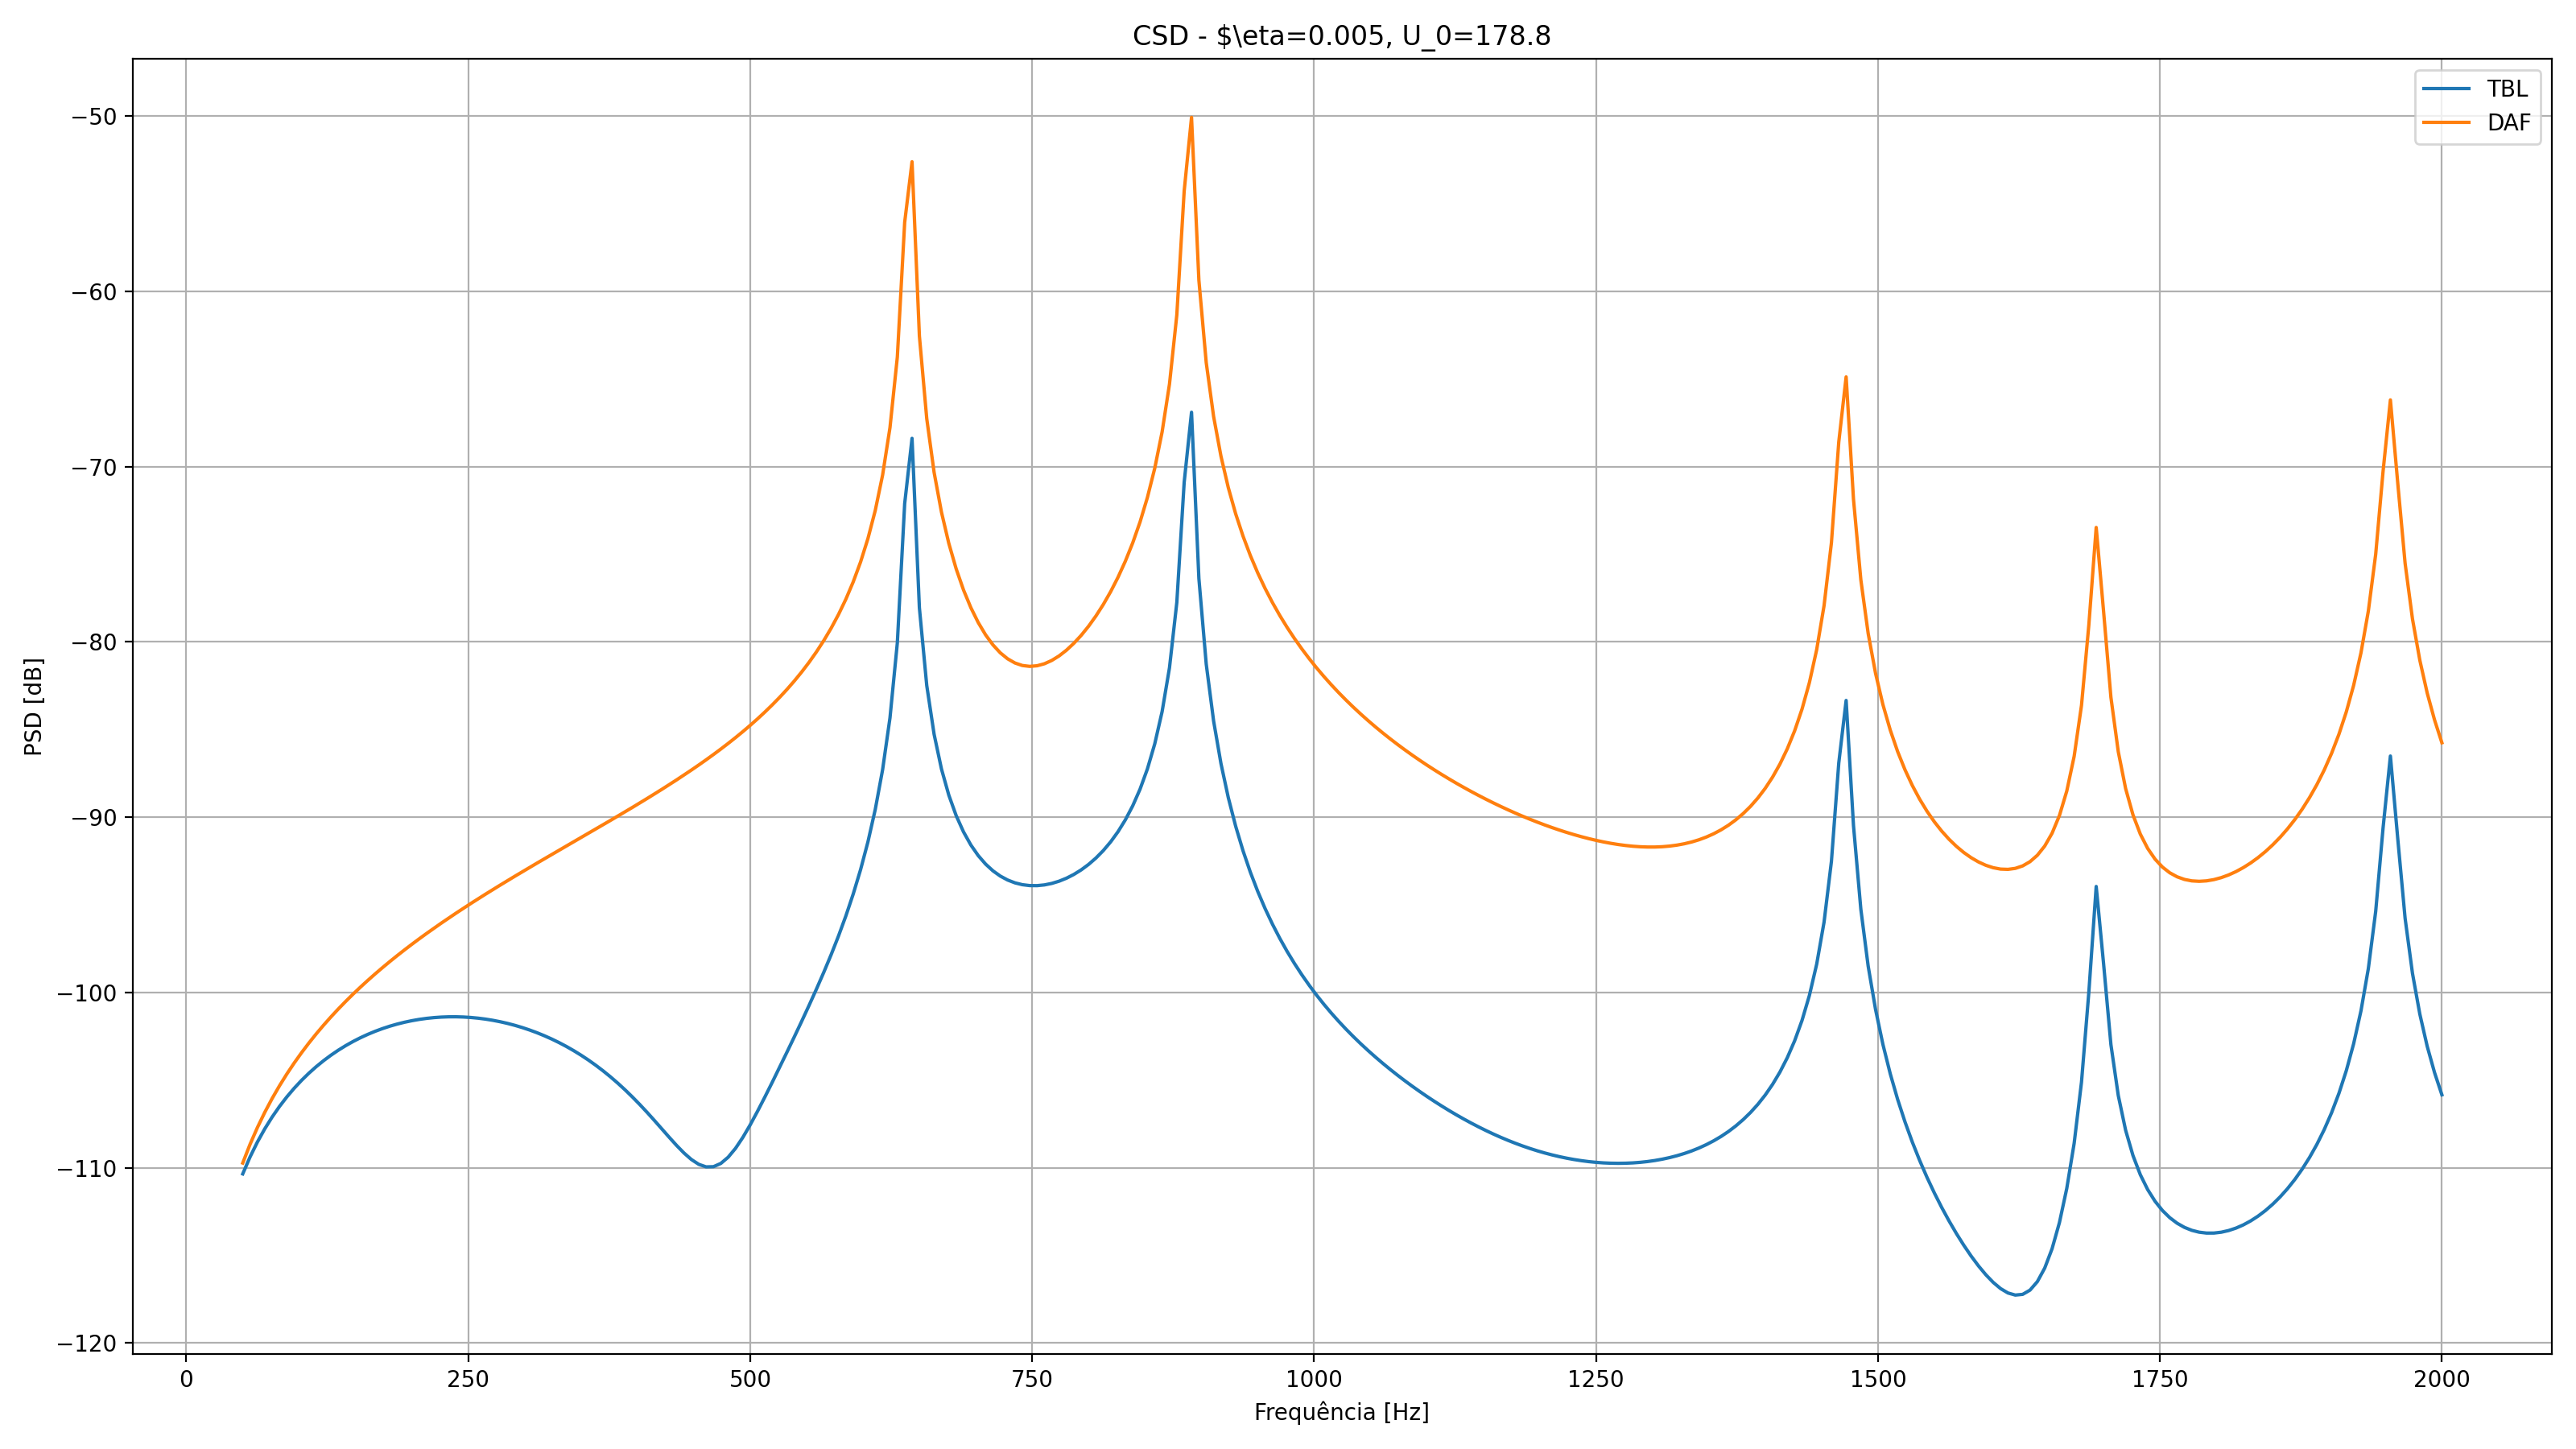 CSD - $\eta=0.005, U_0=178.8
TBL
DAF
PSD [dB]
−50
−60
−70
−80
−90
−100
−110
−120
0 250 500 750 1000 1250 1500 1750 2000
Frequência [Hz]